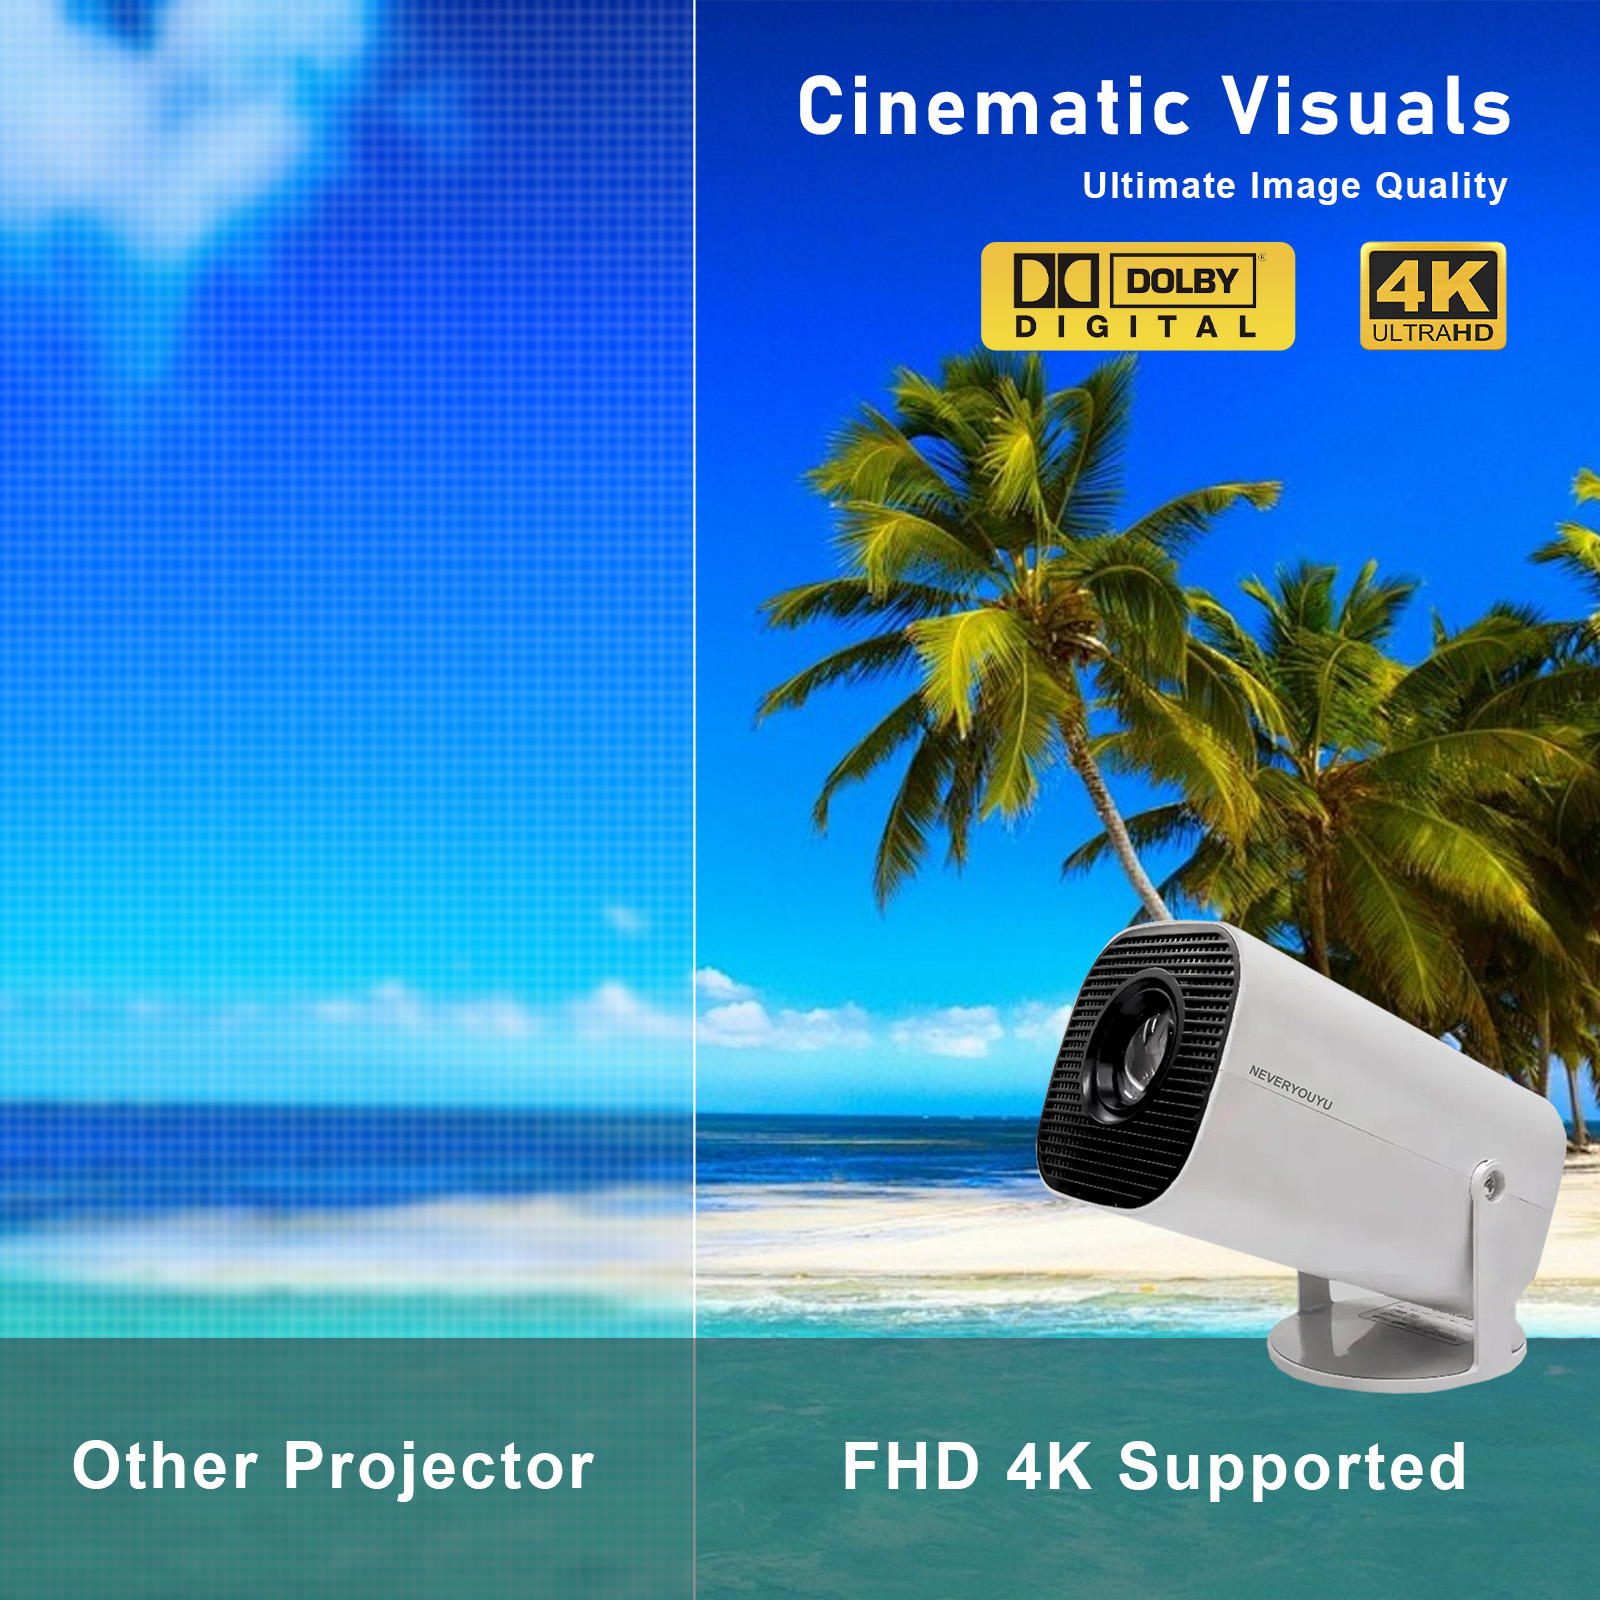 Cinematic Visuals
Ultimate Image Quality
DOLBY
DIGITAL
4K
ULTRAHD
NEVERYOUYU
Other Projector
FHD 4K Supported